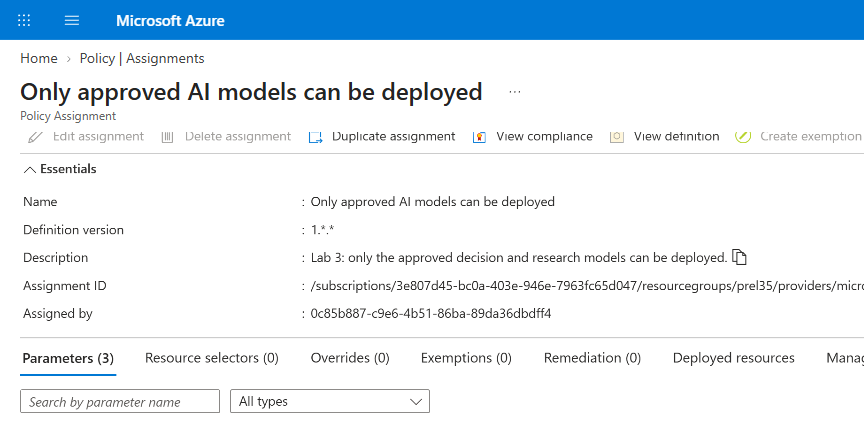 Microsoft Azure
Home > Policy | Assignments
Only approved AI models can be deployed ...
Policy Assignment
Edit assignment Delete assignment Duplicate assignment View compliance View definition Create exemption
Essentials
Name : Only approved AI models can be deployed
Definition version : 1.*.*
Description : Lab 3: only the approved decision and research models can be deployed.
Assignment ID : /subscriptions/3e807d45-bc0a-403e-946e-7963fc65d047/resourcegroups/prel35/providers/micro
Assigned by : 0c85b887-c9e6-4b51-86ba-89da36dbdff4
Parameters (3) Resource selectors (0) Overrides (0) Exemptions (0) Remediation (0) Deployed resources Manag
Search by parameter name All types